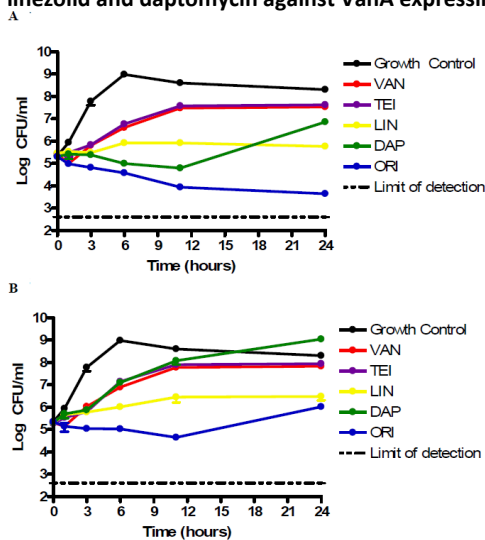 linezolid and daptomycin against VanA expressin
A
10
9
8
7
6
5
4
3
2
Log CFU/ml
0 3 6 9 12 15 18 21 24
Time (hours)
Growth Control
VAN
TEI
LIN
DAP
ORI
Limit of detection
B
10
9
8
7
6
5
4
3
2
Log CFU/ml
0 3 6 9 12 15 18 21 24
Time (hours)
Growth Control
VAN
TEI
LIN
DAP
ORI
Limit of detection